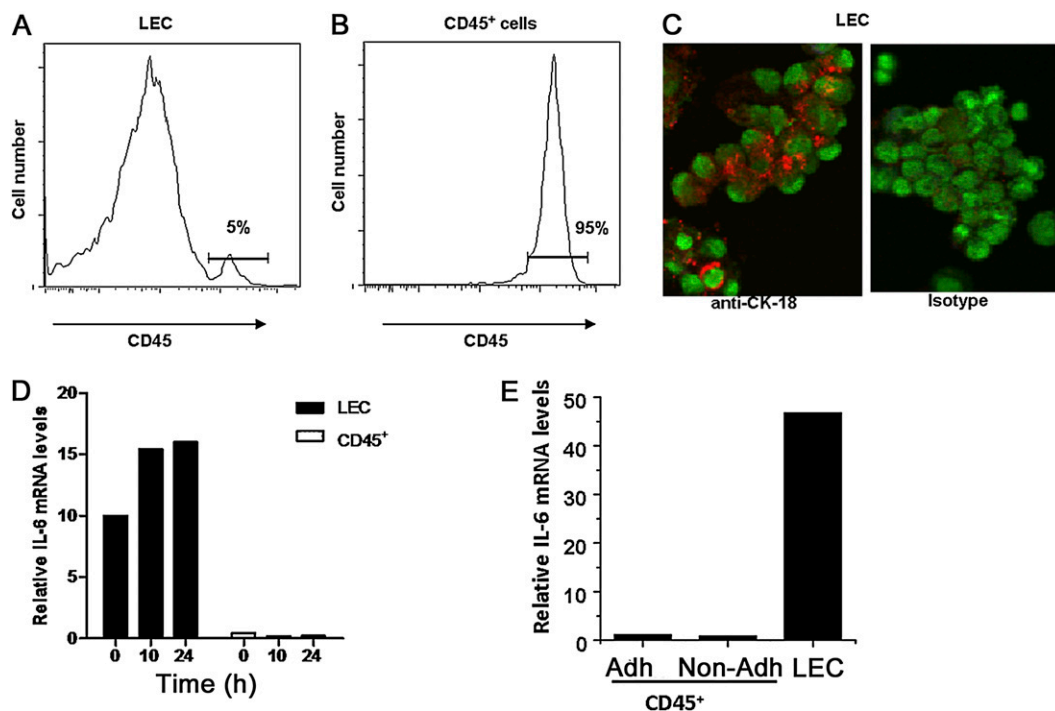 A
LEC
Cell number
5%
CD45
B
CD45+ cells
Cell number
95%
CD45
C
LEC
anti-CK-18
Isotype
D
Relative IL-6 mRNA levels
20
15
10
5
0
0 10 24 0 10 24
Time (h)
LEC
CD45+
E
Relative IL-6 mRNA levels
50
40
30
20
10
0
Adh Non-Adh LEC
CD45+